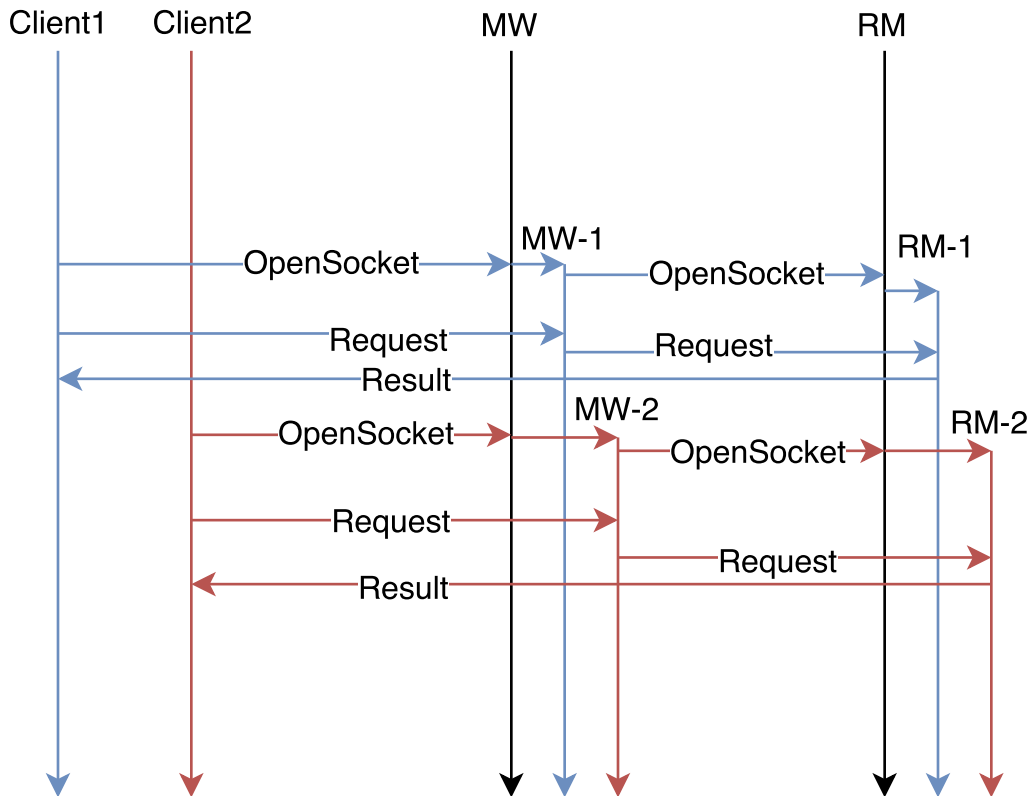 Client1
Client2
MW
RM
MW-1
RM-1
OpenSocket
OpenSocket
Request
Request
Result
MW-2
RM-2
OpenSocket
OpenSocket
Request
Request
Result